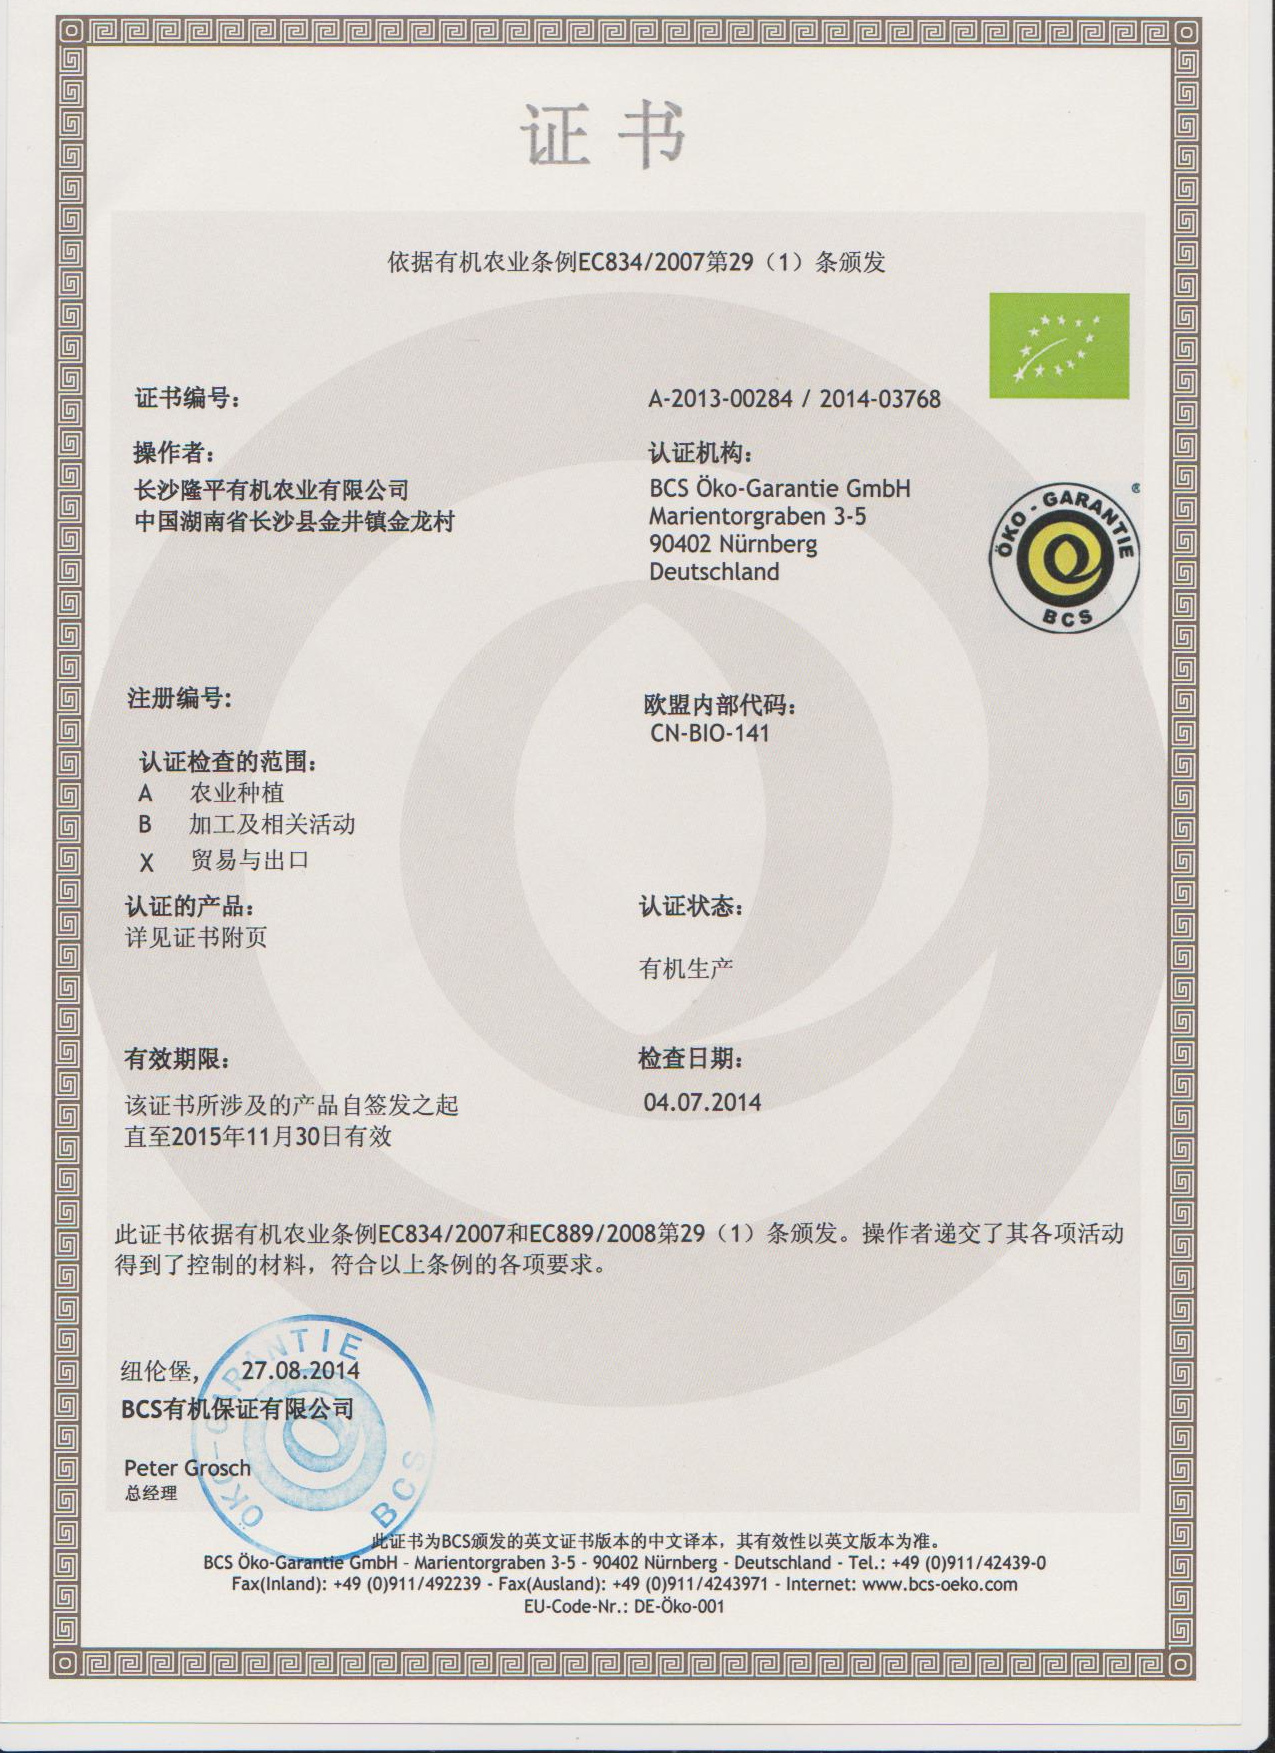 证书
依据有机农业条例EC834/2007第29（1）条颁发
证书编号：
A-2013-00284 / 2014-03768
操作者：
长沙隆平有机农业有限公司
中国湖南省长沙县金井镇金龙村
认证机构：
BCS Öko-Garantie GmbH
Marientorgraben 3-5
90402 Nürnberg
Deutschland
ÖKO - GARANTIE
BCS
®
注册编号:
欧盟内部代码：
CN-BIO-141
认证检查的范围：
A 农业种植
B 加工及相关活动
X 贸易与出口
认证的产品：
详见证书附页
认证状态：
有机生产
有效期限：
该证书所涉及的产品自签发之起
直至2015年11月30日有效
检查日期：
04.07.2014
此证书依据有机农业条例EC834/2007和EC889/2008第29（1）条颁发。操作者递交了其各项活动
得到了控制的材料，符合以上条例的各项要求。
纽伦堡, 27.08.2014
BCS有机保证有限公司
Peter Grosch
总经理
ÖKO-GARANTIE
BCS
此证书为BCS颁发的英文证书版本的中文译本，其有效性以英文版本为准。
BCS Öko-Garantie GmbH - Marientorgraben 3-5 - 90402 Nürnberg - Deutschland - Tel.: +49 (0)911/42439-0
Fax(Inland): +49 (0)911/492239 - Fax(Ausland): +49 (0)911/4243971 - Internet: www.bcs-oeko.com
EU-Code-Nr.: DE-Öko-001